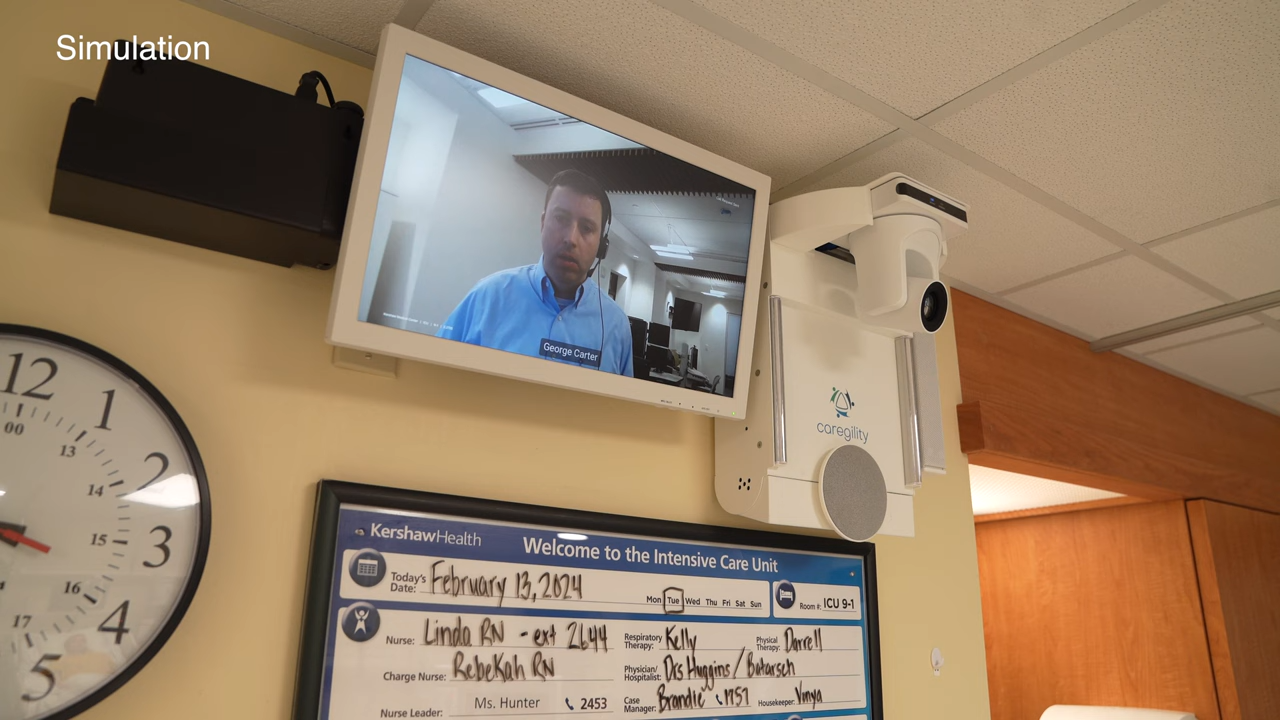 Simulation
George Carter
caregility
12
1
2
3
4
5
00
13
14
15
16
17
KershawHealth
Welcome to the Intensive Care Unit
Today's Date: February 13, 2024 Mon Tue Wed Thu Fri Sat Sun Room #: ICU 9-1
Nurse: Linda RN - ext 2644 Respiratory Therapy: Kelly Physical Therapy: Darrell
Charge Nurse: Rebekah RN Physician/ Hospitalist: Drs Huggins / Batarseh
Nurse Leader: Ms. Hunter 2453 Case Manager: Brandie 1757 Housekeeper: Vonya